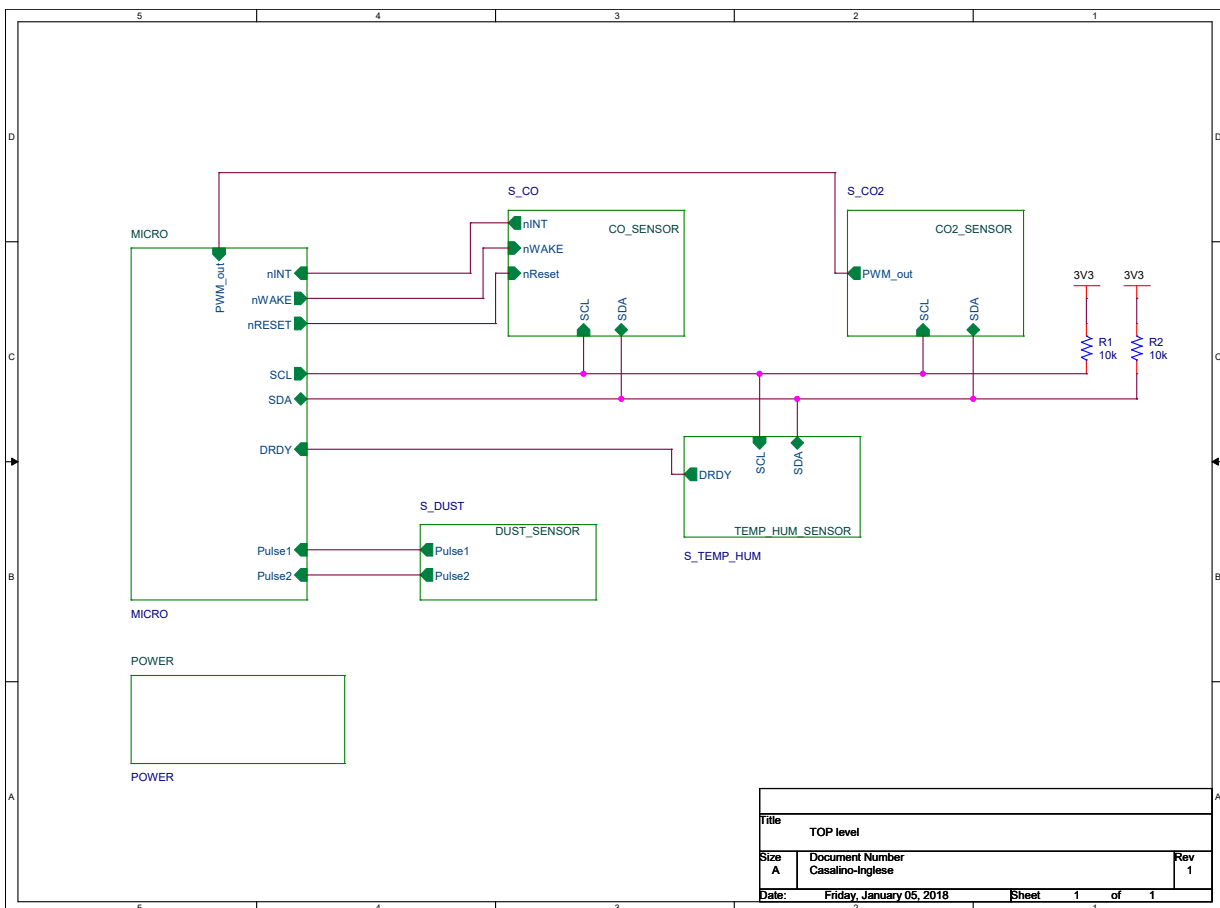 5 4 3 2 1
D D
S_CO S_CO2
nINT CO_SENSOR CO2_SENSOR
MICRO
nWAKE
PWM_out
nINT nReset PWM_out 3V3 3V3
nWAKE
SCL SDA SCL SDA
nRESET
R1 R2
C 10k 10k C
SCL
SDA
DRDY
SCL SDA
DRDY
S_DUST
DUST_SENSOR TEMP_HUM_SENSOR
Pulse1 Pulse1
S_TEMP_HUM
Pulse2 Pulse2
B B
MICRO
POWER
POWER
A A
Title
TOP level
Size Document Number Rev
A Casalino-Inglese 1
Date: Friday, January 05, 2018 Sheet 1 of 1
5 4 3 2 1